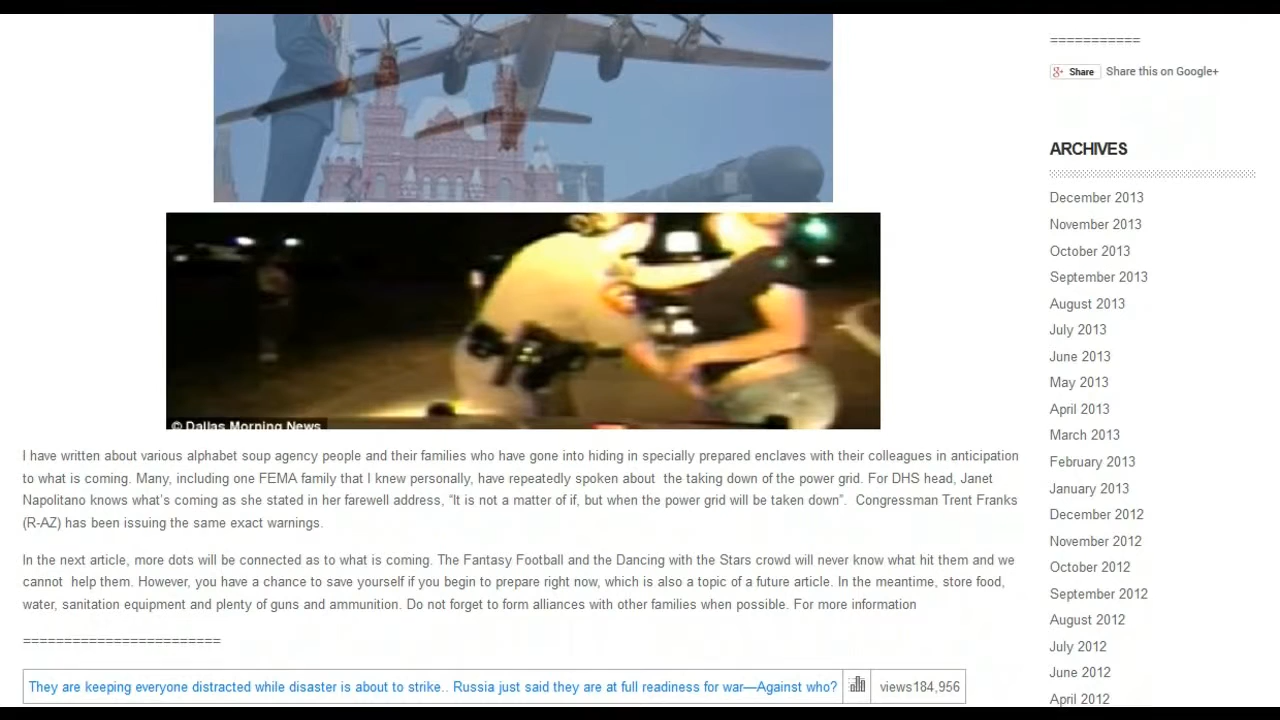 ===========
Share Share this on Google+
ARCHIVES
December 2013
November 2013
October 2013
September 2013
August 2013
July 2013
June 2013
May 2013
April 2013
March 2013
February 2013
January 2013
December 2012
November 2012
October 2012
September 2012
August 2012
July 2012
June 2012
April 2012
© Dallas Morning News
I have written about various alphabet soup agency people and their families who have gone into hiding in specially prepared enclaves with their colleagues in anticipation
to what is coming. Many, including one FEMA family that I knew personally, have repeatedly spoken about the taking down of the power grid. For DHS head, Janet
Napolitano knows what's coming as she stated in her farewell address, “It is not a matter of if, but when the power grid will be taken down”. Congressman Trent Franks
(R-AZ) has been issuing the same exact warnings.
In the next article, more dots will be connected as to what is coming. The Fantasy Football and the Dancing with the Stars crowd will never know what hit them and we
cannot help them. However, you have a chance to save yourself if you begin to prepare right now, which is also a topic of a future article. In the meantime, store food,
water, sanitation equipment and plenty of guns and ammunition. Do not forget to form alliances with other families when possible. For more information
========================
They are keeping everyone distracted while disaster is about to strike.. Russia just said they are at full readiness for war—Against who? views184,956